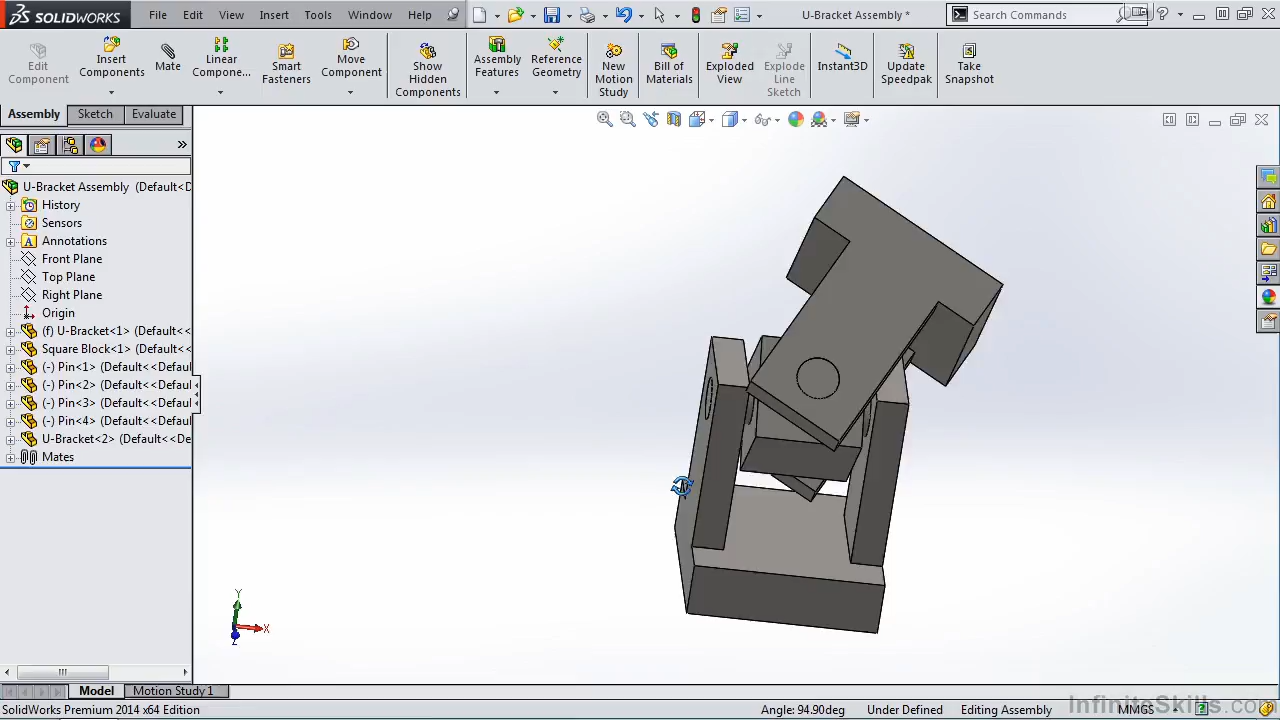 SOLIDWORKS File Edit View Insert Tools Window Help U-Bracket Assembly * Search Commands
Edit Component
Insert Components
Mate
Linear Compone...
Smart Fasteners
Move Component
Show Hidden Components
Assembly Features
Reference Geometry
New Motion Study
Bill of Materials
Exploded View
Explode Line Sketch
Instant3D
Update Speedpak
Take Snapshot
Assembly Sketch Evaluate
U-Bracket Assembly (Default<D
History
Sensors
Annotations
Front Plane
Top Plane
Right Plane
Origin
(f) U-Bracket<1> (Default<<
Square Block<1> (Default<<
(-) Pin<1> (Default<<Defaul
(-) Pin<2> (Default<<Defaul
(-) Pin<3> (Default<<Defaul
(-) Pin<4> (Default<<Defaul
U-Bracket<2> (Default<<De
Mates
Y
X
Z
Model Motion Study 1
SolidWorks Premium 2014 x64 Edition Angle: 94.90deg Under Defined Editing Assembly MMGS
InfiniteSkills.com